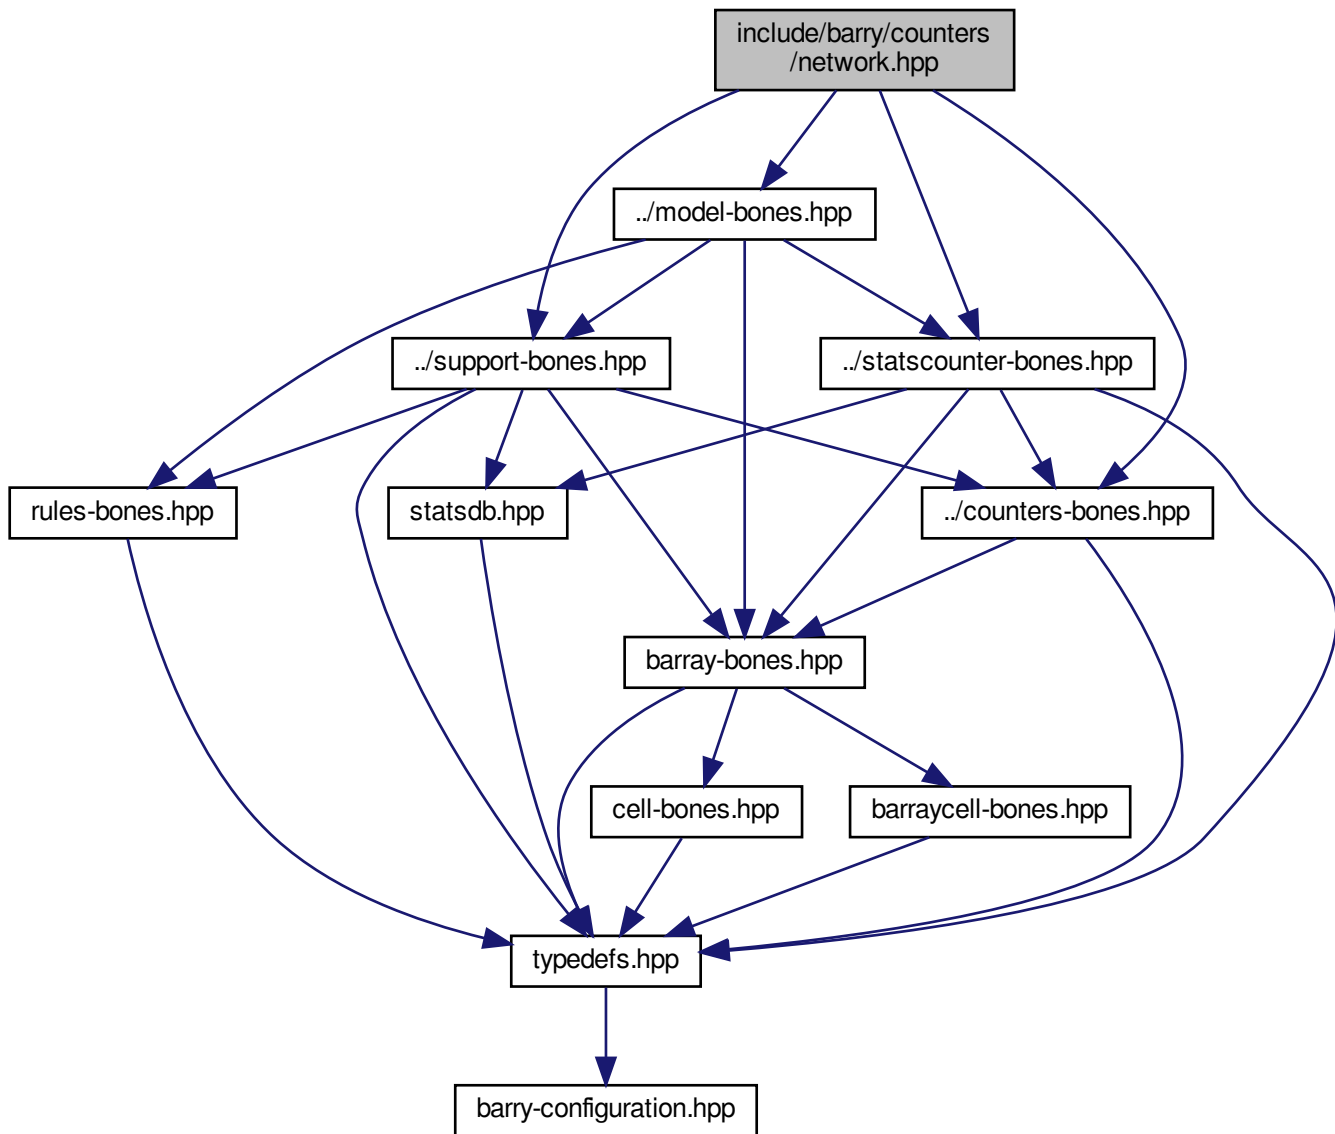 include/barry/counters
/network.hpp
../model-bones.hpp
../support-bones.hpp
../statscounter-bones.hpp
rules-bones.hpp
statsdb.hpp
../counters-bones.hpp
barray-bones.hpp
cell-bones.hpp
barraycell-bones.hpp
typedefs.hpp
barry-configuration.hpp